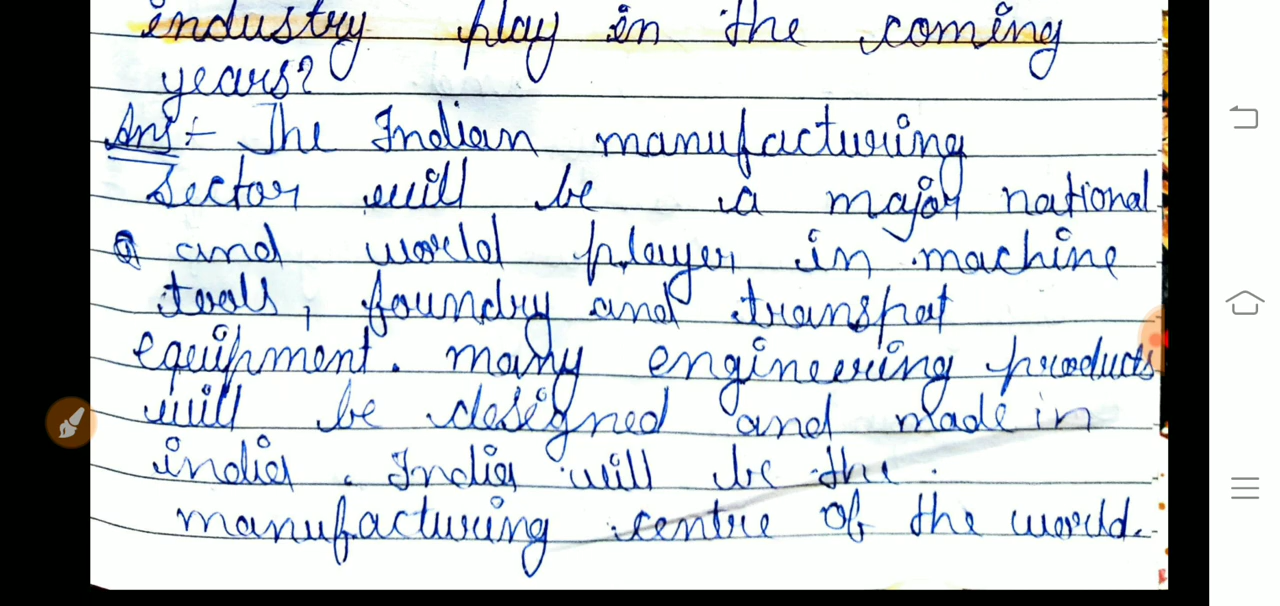 industry play in the coming
years?
Ans:- The Indian manufacturing
Sector will be a major national
and world player in machine
tools, foundry and transpot
equipment. many engineering products
will be designed and made in
india. India will be the
manufacturing centre of the world.